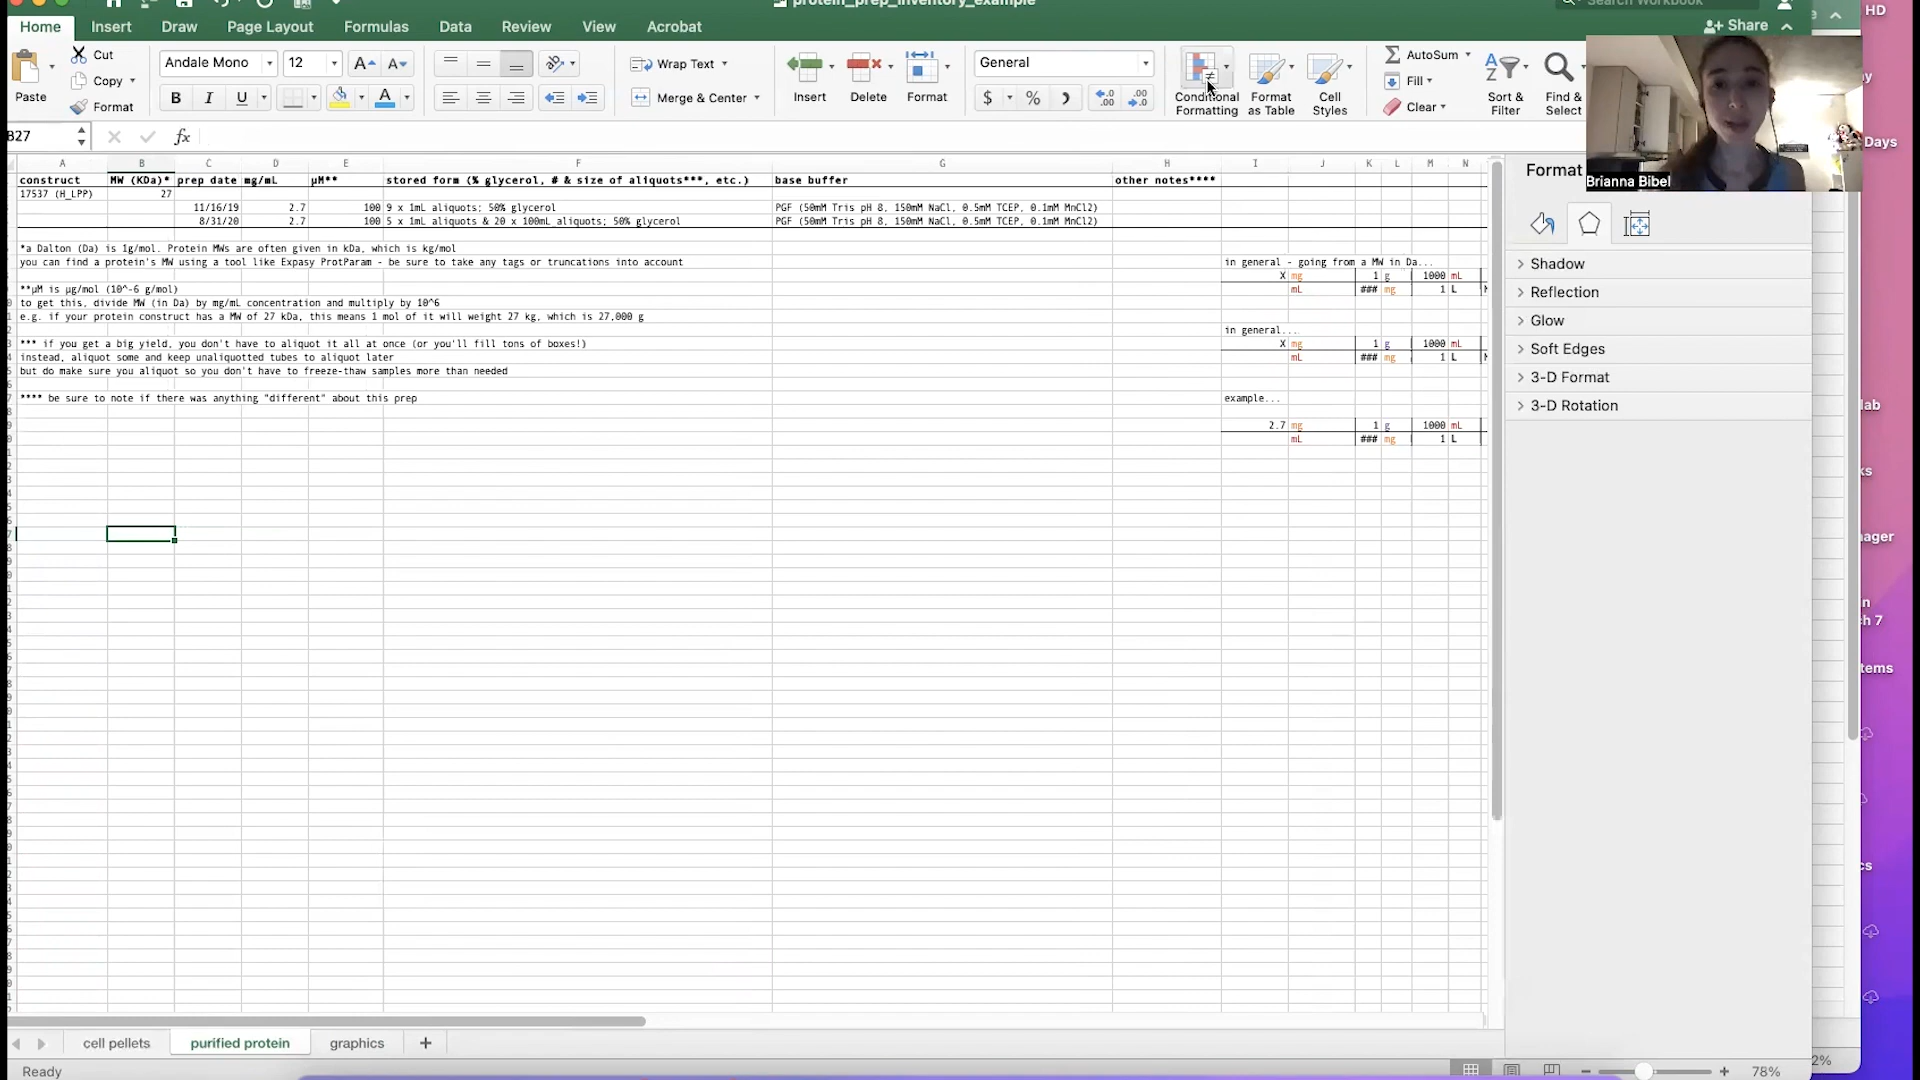 protein_prep_inventory_example
Search Workbook
HD
Home Insert Draw Page Layout Formulas Data Review View Acrobat
Share
Paste
Cut
Copy
Format
Andale Mono 12
B I U
Wrap Text
Merge & Center
Insert Delete Format
General
$ %
Conditional Formatting
Format as Table
Cell Styles
AutoSum
Fill
Clear
Sort & Filter
Find & Select
Days
Brianna Bibel
B27
fx
Format
A B C D E F G H I J K L M N
construct MW (KDa)* prep date mg/mL µM** stored form (% glycerol, # & size of aliquots***, etc.) base buffer other notes****
17537 (H_LPP) 27
11/16/19 2.7 100 9 x 1mL aliquots; 50% glycerol PGF (50mM Tris pH 8, 150mM NaCl, 0.5mM TCEP, 0.1mM MnCl2)
8/31/20 2.7 100 5 x 1mL aliquots & 20 x 100mL aliquots; 50% glycerol PGF (50mM Tris pH 8, 150mM NaCl, 0.5mM TCEP, 0.1mM MnCl2)
*a Dalton (Da) is 1g/mol. Protein MWs are often given in kDa, which is kg/mol
you can find a protein's MW using a tool like Expasy ProtParam - be sure to take any tags or truncations into account in general - going from a MW in Da...
X mg 1 g 1000 mL
**µM is µg/mol (10^-6 g/mol) mL ### mg 1 L
to get this, divide MW (in Da) by mg/mL concentration and multiply by 10^6
e.g. if your protein construct has a MW of 27 kDa, this means 1 mol of it will weight 27 kg, which is 27,000 g
in general...
*** if you get a big yield, you don't have to aliquot it all at once (or you'll fill tons of boxes!) X mg 1 g 1000 mL
instead, aliquot some and keep unaliquotted tubes to aliquot later mL ### mg 1 L
but do make sure you aliquot so you don't have to freeze-thaw samples more than needed
**** be sure to note if there was anything "different" about this prep example...
2.7 mg 1 g 1000 mL
mL ### mg 1 L
Shadow
Reflection
Glow
Soft Edges
3-D Format
3-D Rotation
lab
ks
nager
n
h 7
tems
cs
cell pellets purified protein graphics +
Ready
78%
2%